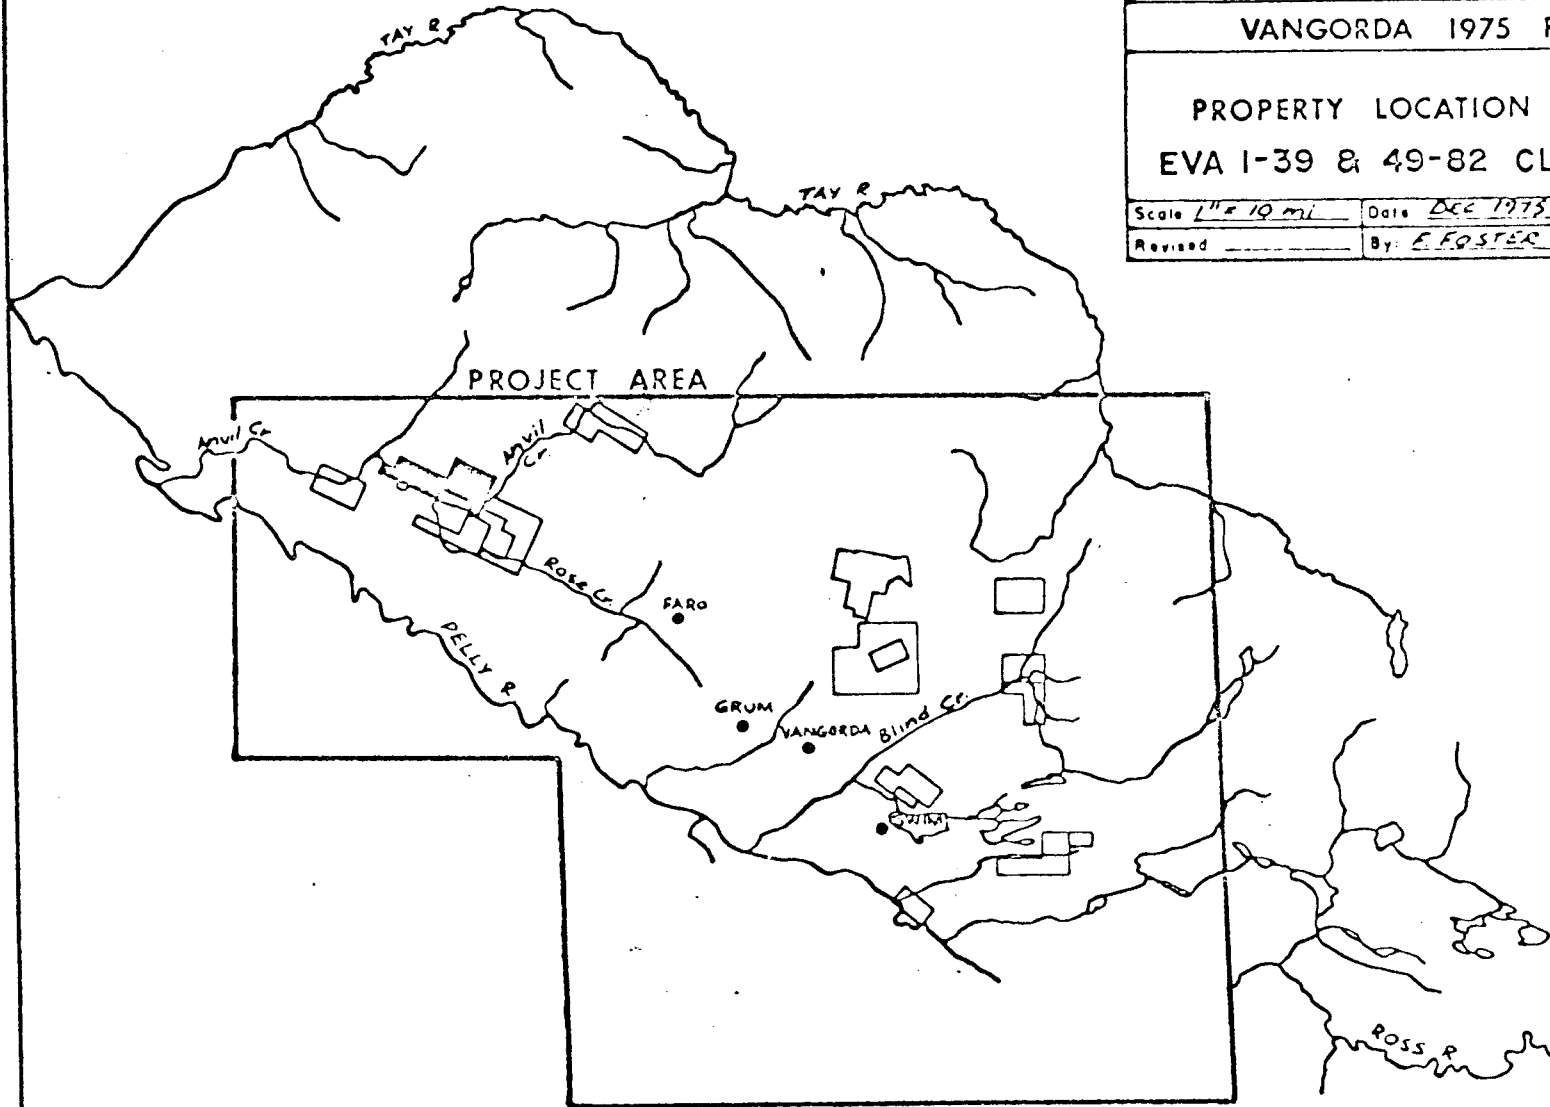 VANGORDA 1975
PROPERTY LOCATION
EVA 1-39 & 49-82
Scale 1" = 10 mi Date DEC 1975
Revised By: E FOSTER
TAY R
TAY R
PROJECT AREA
Anvil Cr
Anvil Cr.
Rose Cr.
FARO
PELLY R
GRUM
VANGORDA
Blind Cr.
ROSS R